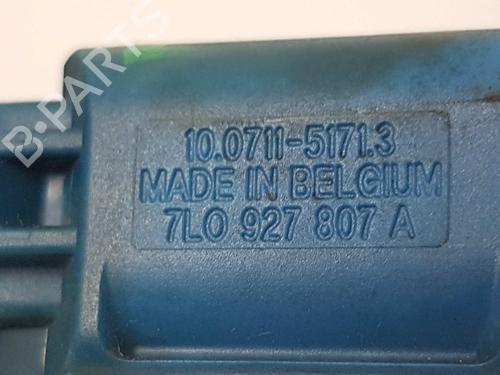 B-PARTS
10.0711-5171.3
MADE IN BELGIUM
7L0 927 807 A